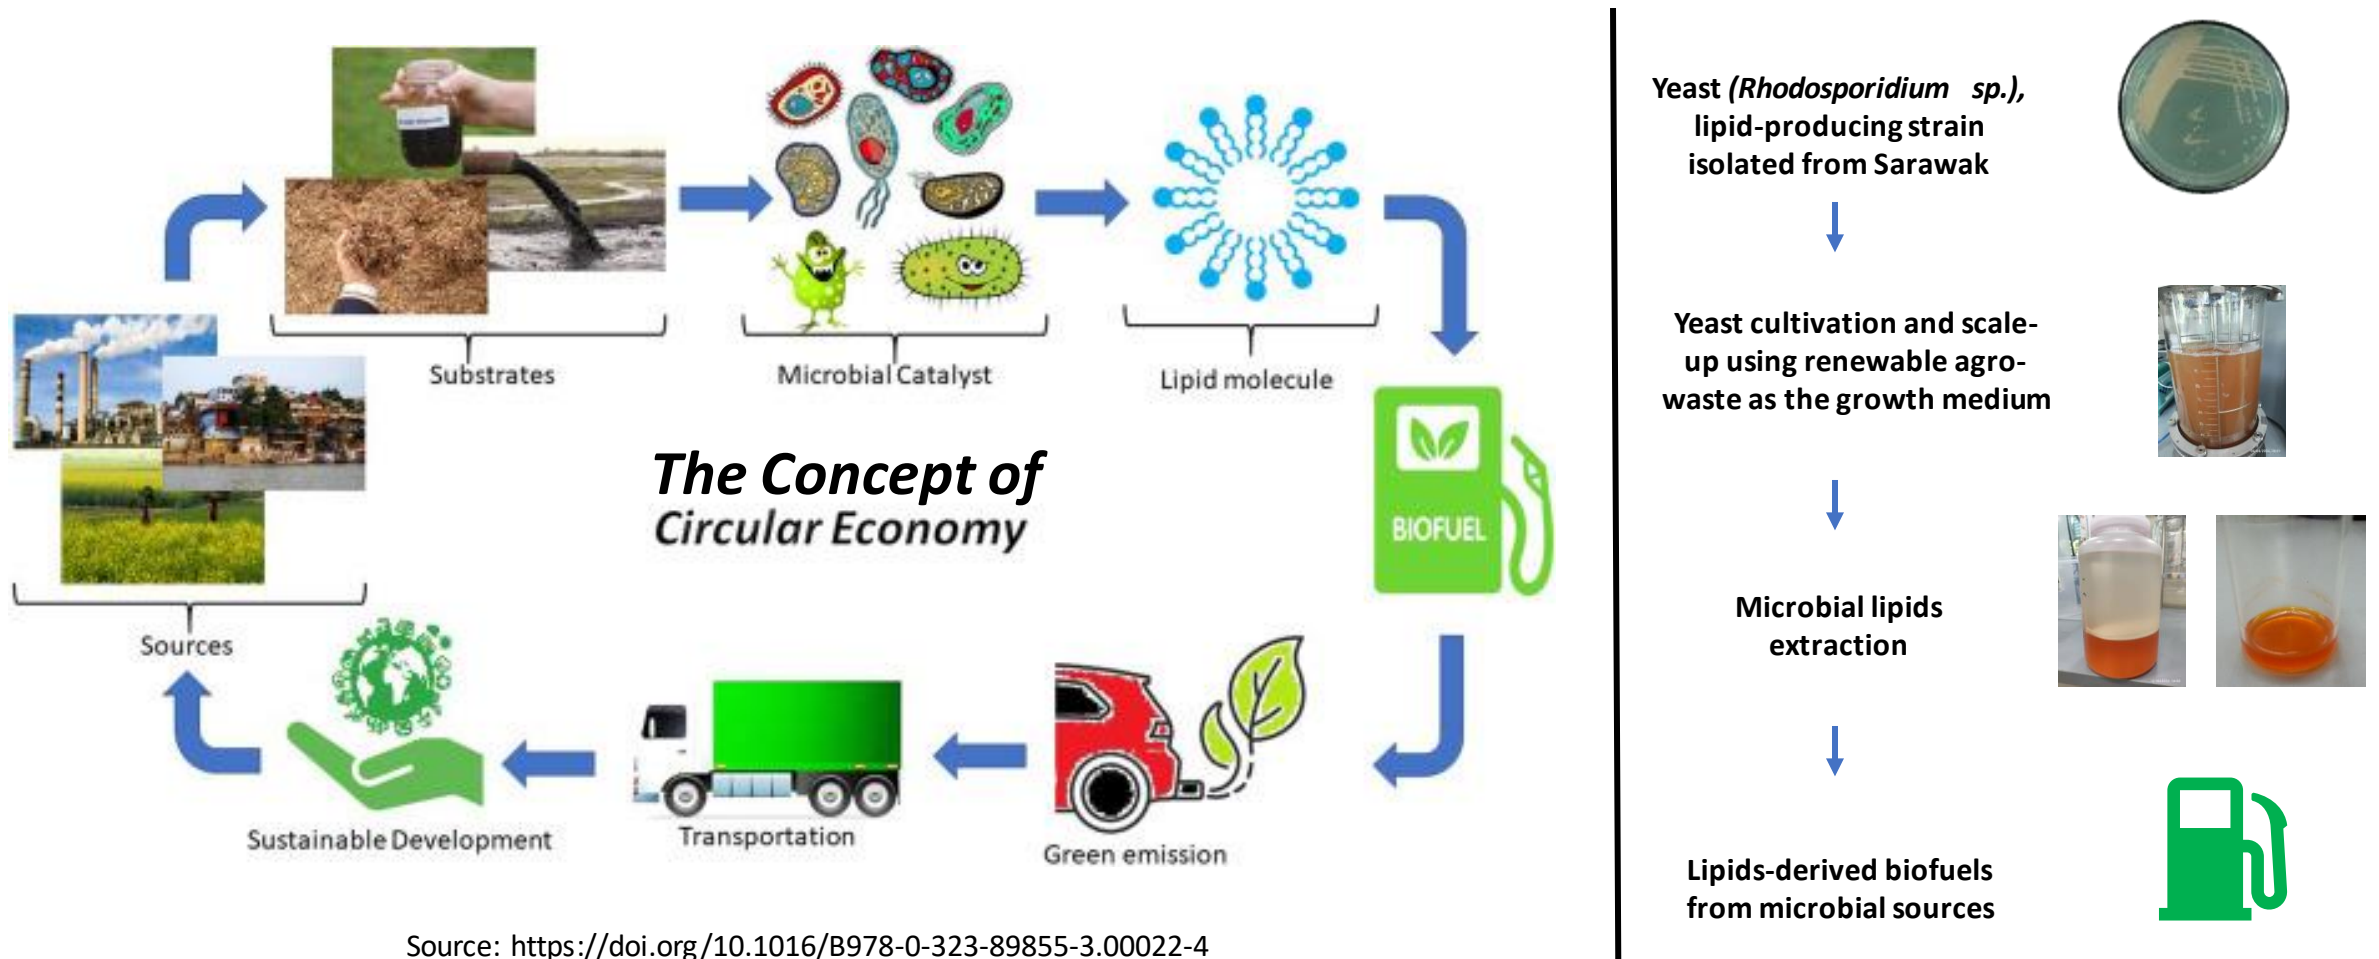 Substrates
Microbial Catalyst
Lipid molecule
The Concept of
Circular Economy
BIOFUEL
Sources
Sustainable Development
Transportation
Green emission
Source: https://doi.org/10.1016/B978-0-323-89855-3.00022-4
Yeast (Rhodosporidium sp.),
lipid-producing strain
isolated from Sarawak
Yeast cultivation and scale-
up using renewable agro-
waste as the growth medium
Microbial lipids
extraction
Lipids-derived biofuels
from microbial sources